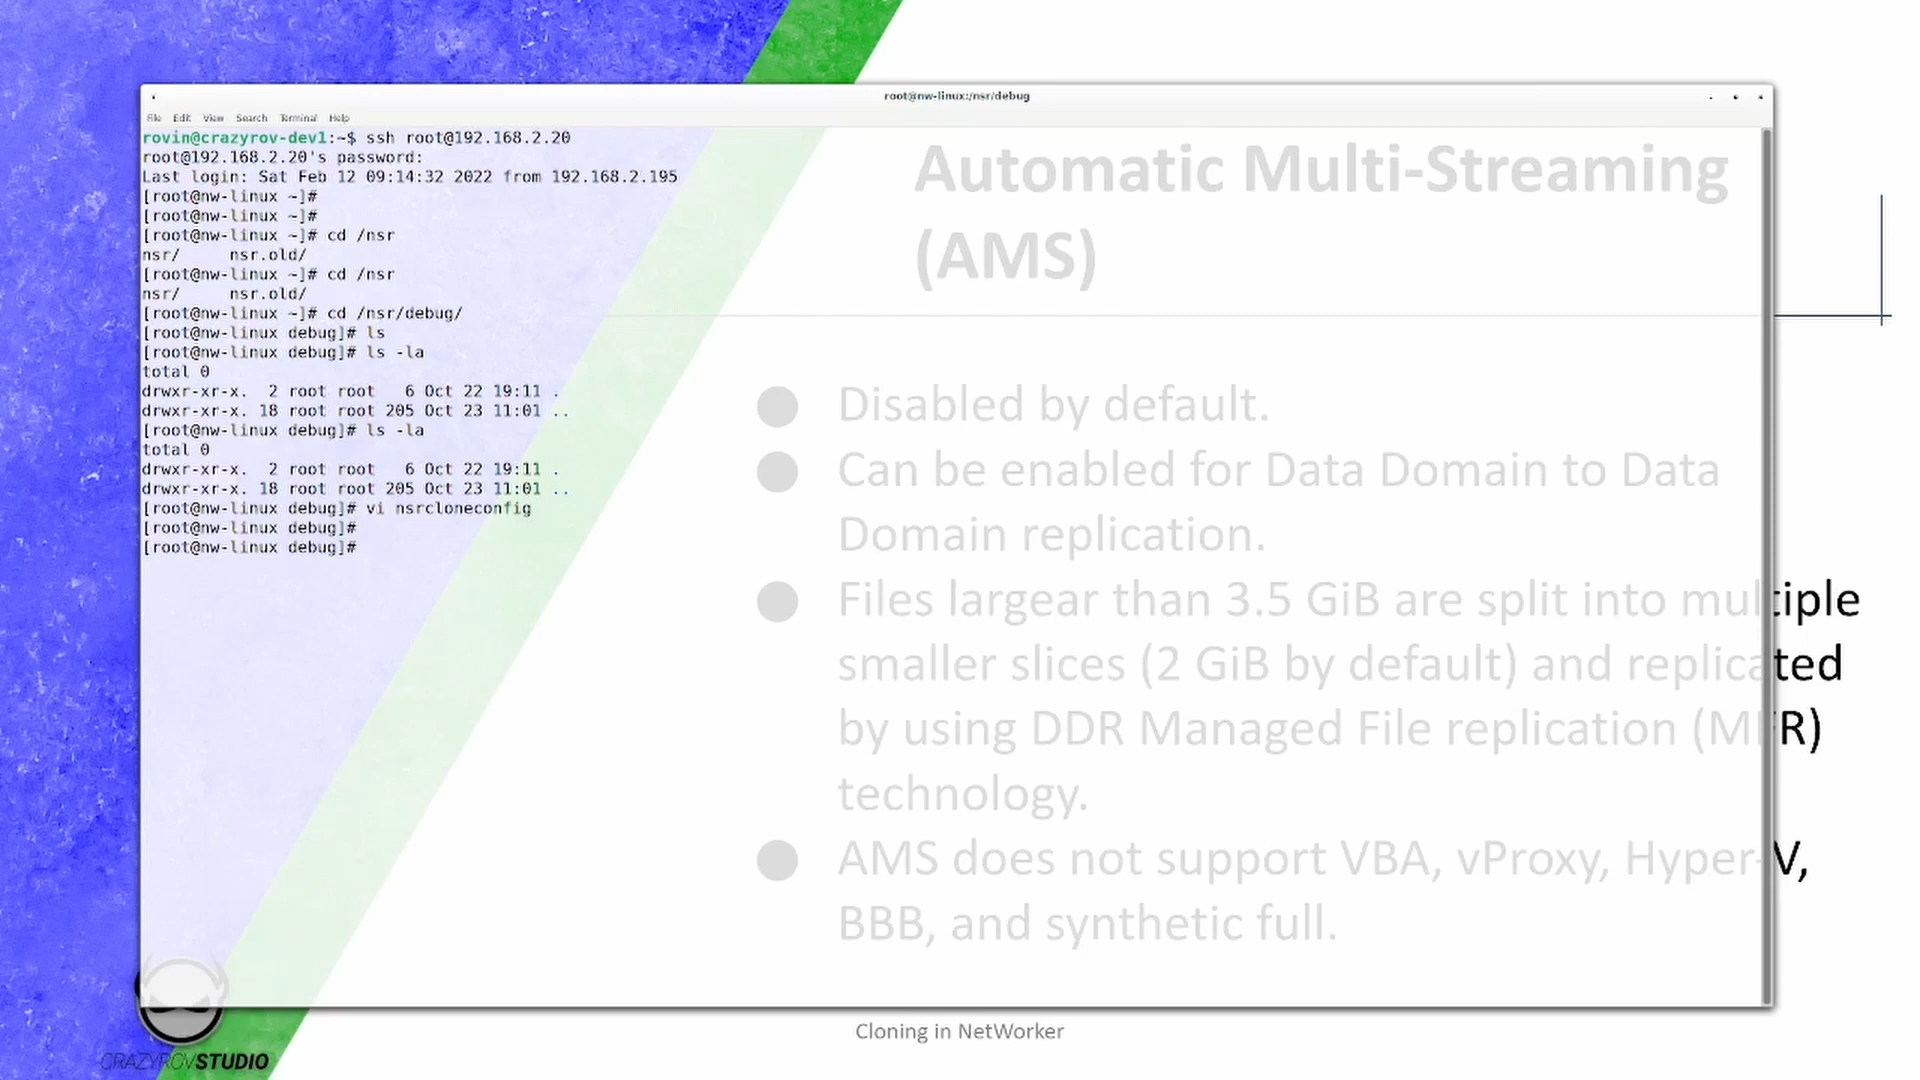 root@nw-linux:/nsr/debug
File Edit View Search Terminal Help
rovin@crazyrov-dev1:~$ ssh root@192.168.2.20
root@192.168.2.20's password:
Last login: Sat Feb 12 09:14:32 2022 from 192.168.2.195
[root@nw-linux ~]#
[root@nw-linux ~]#
[root@nw-linux ~]# cd /nsr
nsr/     nsr.old/
[root@nw-linux ~]# cd /nsr
nsr/     nsr.old/
[root@nw-linux ~]# cd /nsr/debug/
[root@nw-linux debug]# ls
[root@nw-linux debug]# ls -la
total 0
drwxr-xr-x.  2 root root   6 Oct 22 19:11 .
drwxr-xr-x. 18 root root 205 Oct 23 11:01 ..
[root@nw-linux debug]# ls -la
total 0
drwxr-xr-x.  2 root root   6 Oct 22 19:11 .
drwxr-xr-x. 18 root root 205 Oct 23 11:01 ..
[root@nw-linux debug]# vi nsrcloneconfig
[root@nw-linux debug]#
[root@nw-linux debug]#
Automatic Multi-Streaming
(AMS)
● Disabled by default.
● Can be enabled for Data Domain to Data
Domain replication.
● Files largear than 3.5 GiB are split into multiple
smaller slices (2 GiB by default) and replicated
by using DDR Managed File replication (MFR)
technology.
● AMS does not support VBA, vProxy, Hyper-V,
BBB, and synthetic full.
Cloning in NetWorker
CRAZYROVSTUDIO